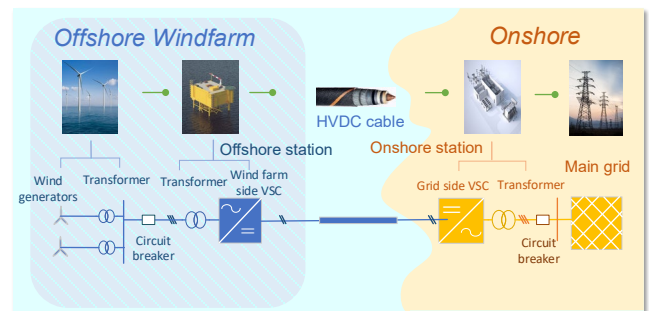 Offshore Windfarm
Onshore
HVDC cable
Offshore station
Onshore station
Main grid
Wind
generators
Transformer
Transformer
Wind farm
side VSC
Grid side VSC
Transformer
Circuit
breaker
Circuit
breaker